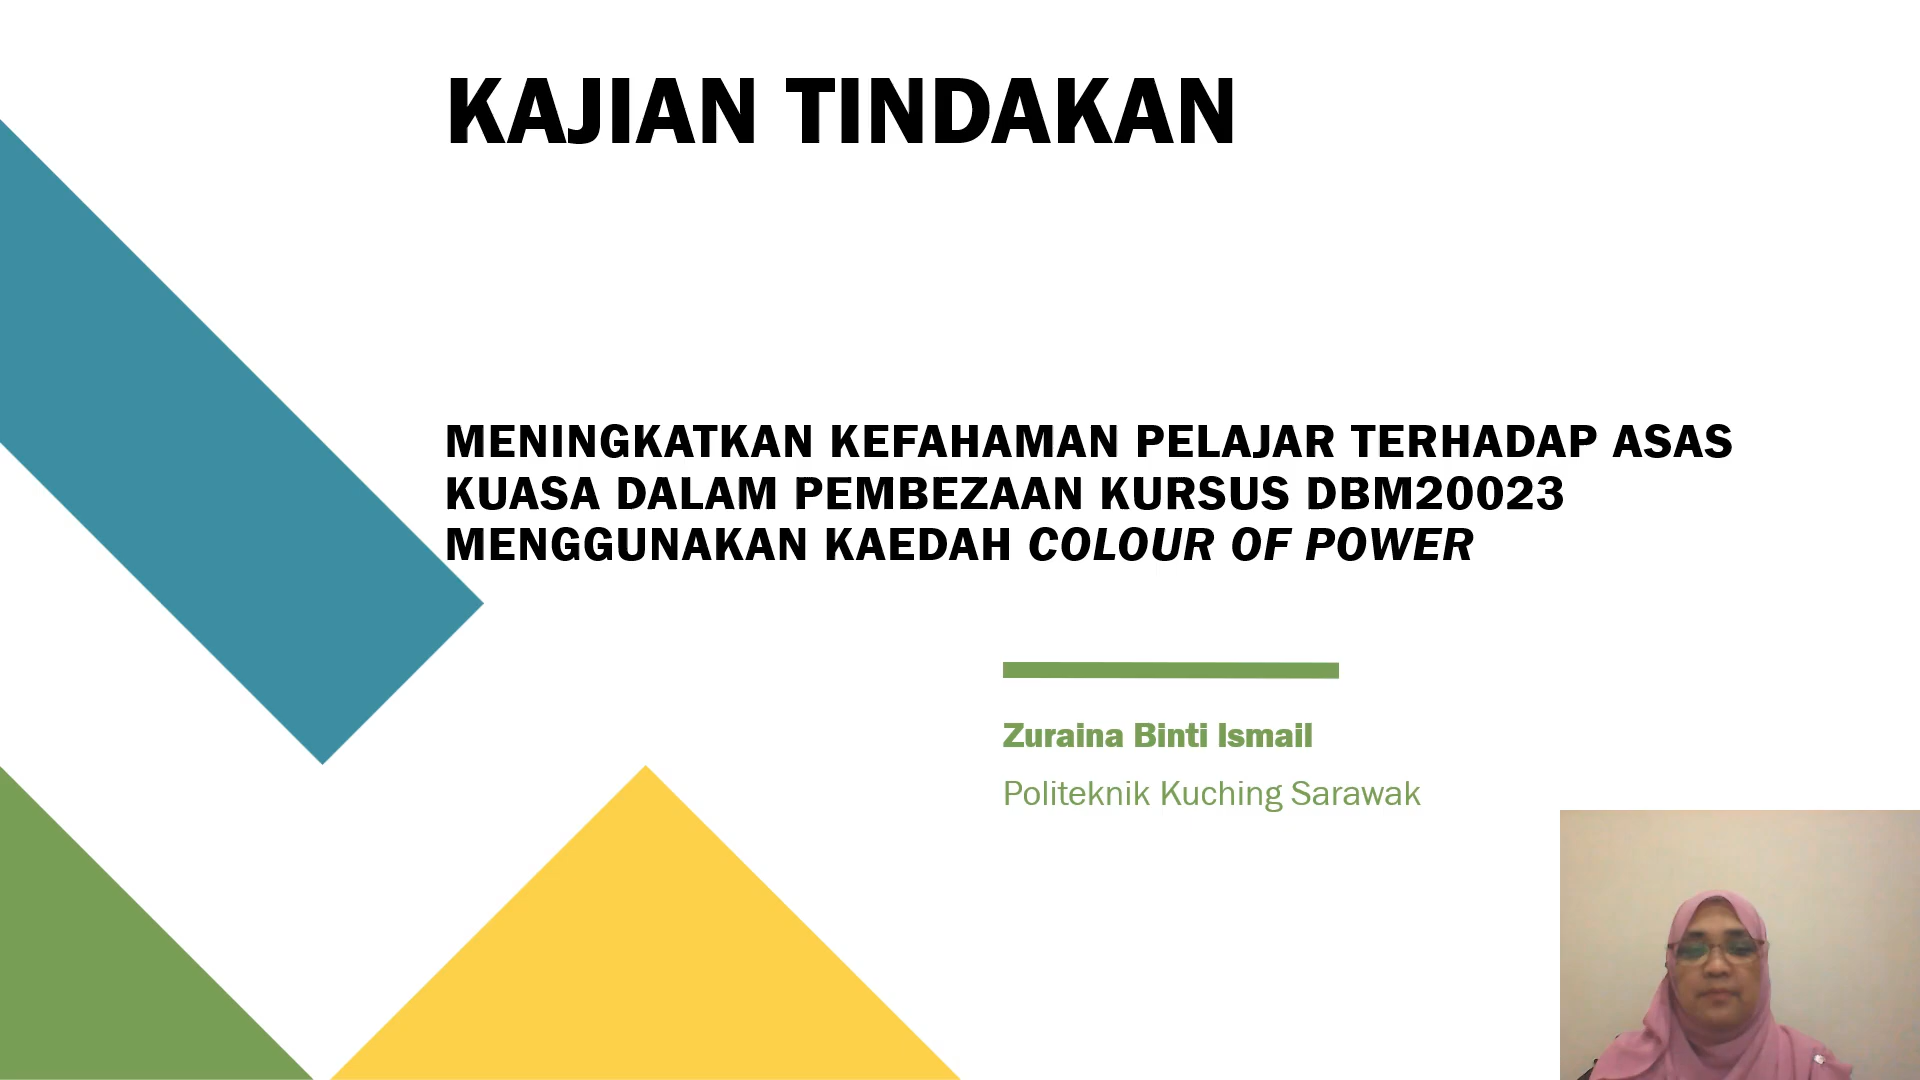 KAJIAN TINDAKAN
MENINGKATKAN KEFAHAMAN PELAJAR TERHADAP ASAS
KUASA DALAM PEMBEZAAN KURSUS DBM20023
MENGGUNAKAN KAEDAH COLOUR OF POWER
Zuraina Binti Ismail
Politeknik Kuching Sarawak